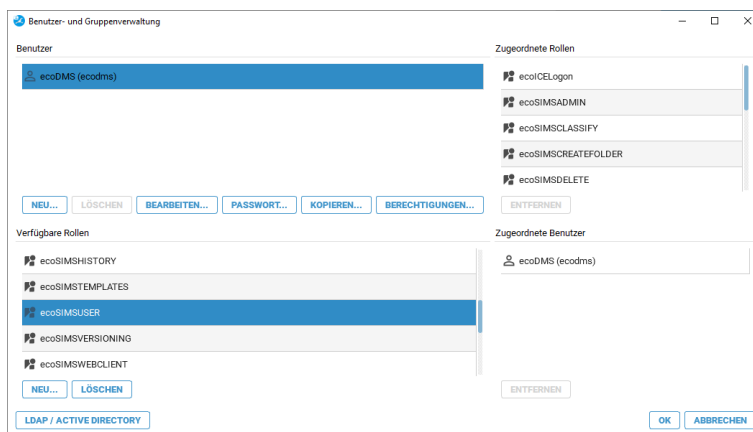 Benutzer- und Gruppenverwaltung
Benutzer
ecoDMS (ecodms)
NEU...
LÖSCHEN
BEARBEITEN...
PASSWORT...
KOPIEREN...
BERECHTIGUNGEN...
Zugeordnete Rollen
ecoICELogon
ecoSIMSADMIN
ecoSIMSCLASSIFY
ecoSIMSCREATEFOLDER
ecoSIMSDELETE
ENTFERNEN
Verfügbare Rollen
ecoSIMSHISTORY
ecoSIMSTEMPLATES
ecoSIMSUSER
ecoSIMSVERSIONING
ecoSIMSWEBCLIENT
NEU...
LÖSCHEN
Zugeordnete Benutzer
ecoDMS (ecodms)
ENTFERNEN
LDAP / ACTIVE DIRECTORY
OK
ABBRECHEN